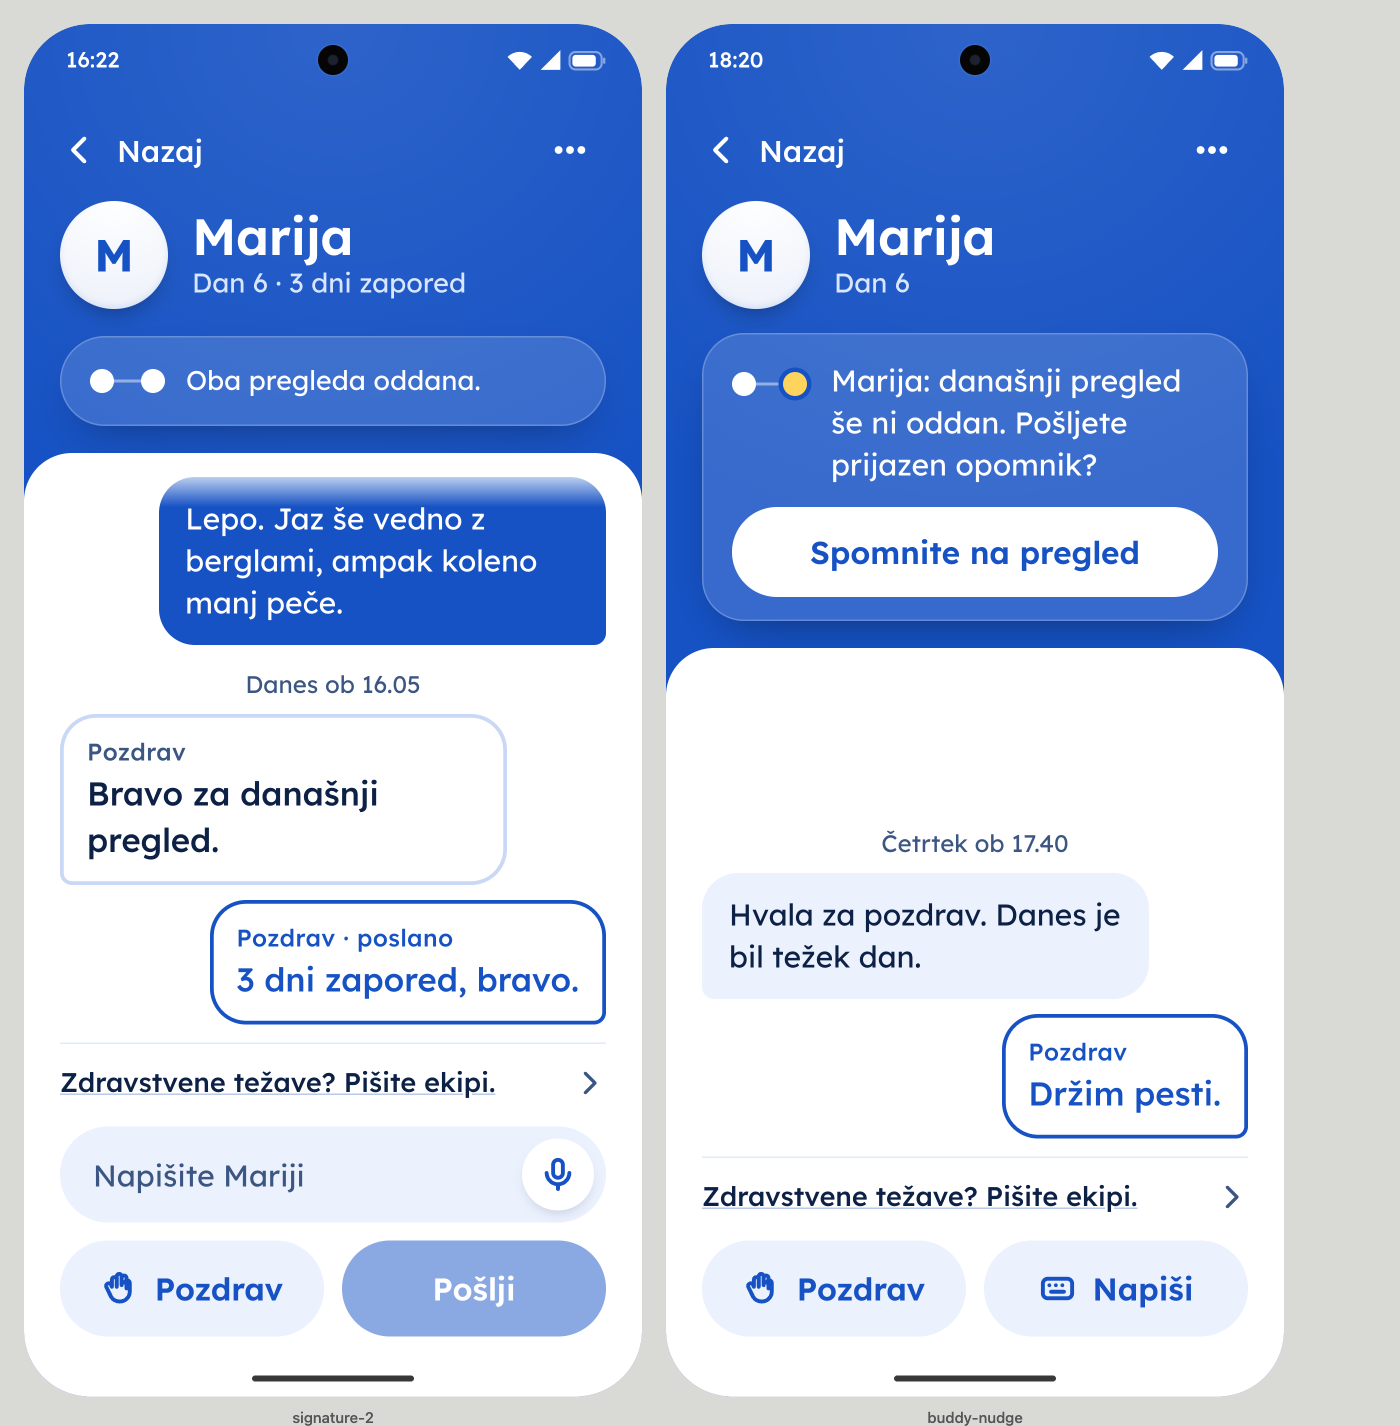 16:22
Nazaj
M
Marija
Dan 6 · 3 dni zapored
Oba pregleda oddana.
Lepo. Jaz še vedno z
berglami, ampak koleno
manj peče.
Danes ob 16.05
Pozdrav
Bravo za današnji
pregled.
Pozdrav · poslano
3 dni zapored, bravo.
Zdravstvene težave? Pišite ekipi.
Napišite Mariji
Pozdrav
Pošlji
signature-2
18:20
Nazaj
M
Marija
Dan 6
Marija: današnji pregled
še ni oddan. Pošljete
prijazen opomnik?
Spomnite na pregled
Četrtek ob 17.40
Hvala za pozdrav. Danes je
bil težek dan.
Pozdrav
Držim pesti.
Zdravstvene težave? Pišite ekipi.
Pozdrav
Napiši
buddy-nudge